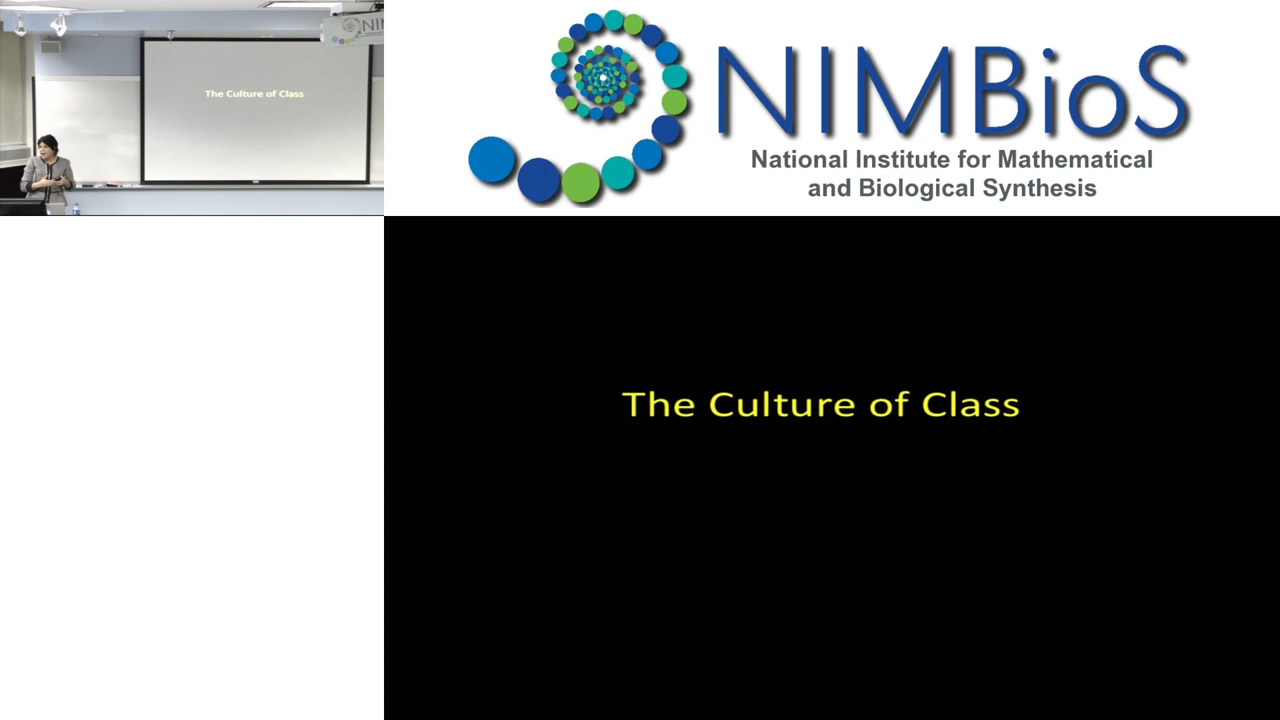 The Culture of Class
NIMBioS
National Institute for Mathematical
and Biological Synthesis
The Culture of Class